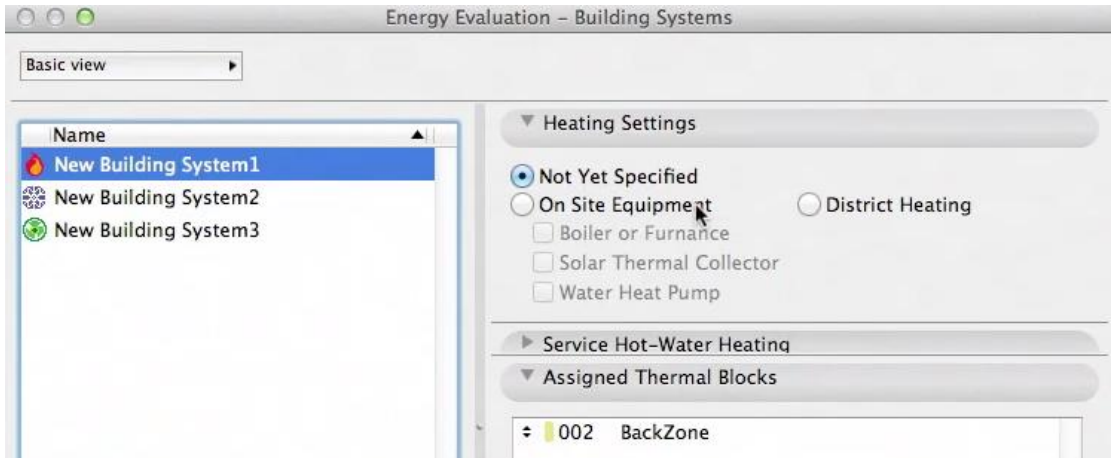 Energy Evaluation – Building Systems
Basic view
Name
New Building System1
New Building System2
New Building System3
Heating Settings
Not Yet Specified
On Site Equipment
District Heating
Boiler or Furnance
Solar Thermal Collector
Water Heat Pump
Service Hot-Water Heating
Assigned Thermal Blocks
002 BackZone